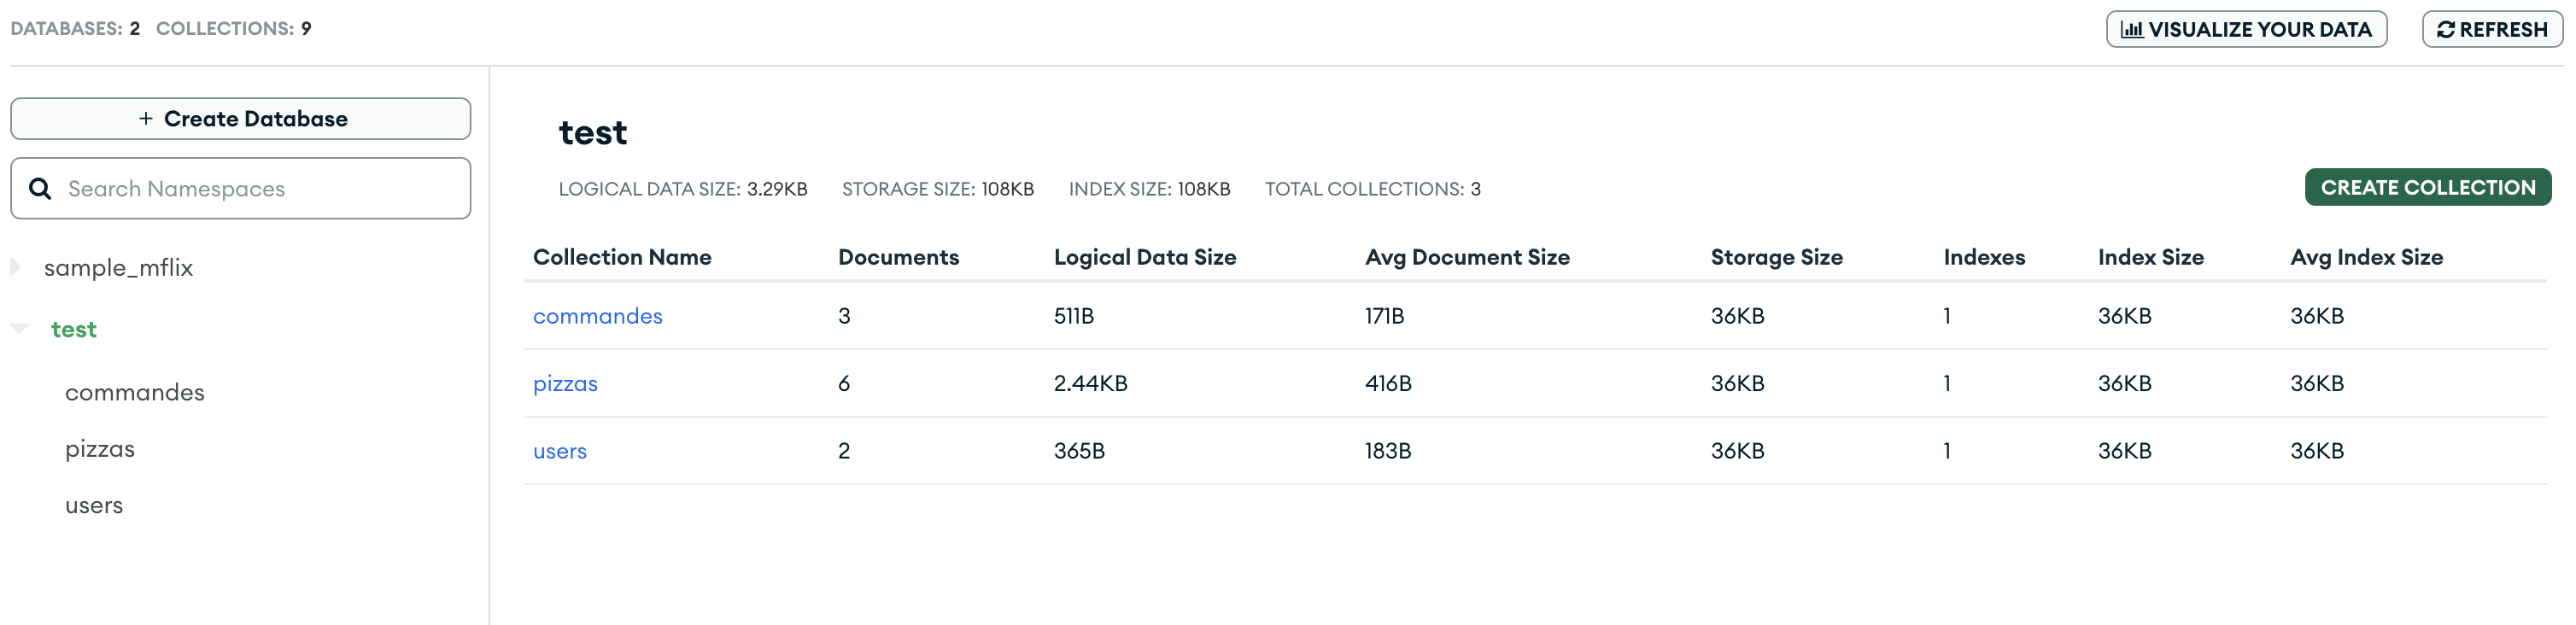 DATABASES: 2 COLLECTIONS: 9
VISUALIZE YOUR DATA
REFRESH
+ Create Database
Search Namespaces
sample_mflix
test
commandes
pizzas
users
test
LOGICAL DATA SIZE: 3.29KB STORAGE SIZE: 108KB INDEX SIZE: 108KB TOTAL COLLECTIONS: 3
CREATE COLLECTION
Collection Name Documents Logical Data Size Avg Document Size Storage Size Indexes Index Size Avg Index Size
commandes 3 511B 171B 36KB 1 36KB 36KB
pizzas 6 2.44KB 416B 36KB 1 36KB 36KB
users 2 365B 183B 36KB 1 36KB 36KB